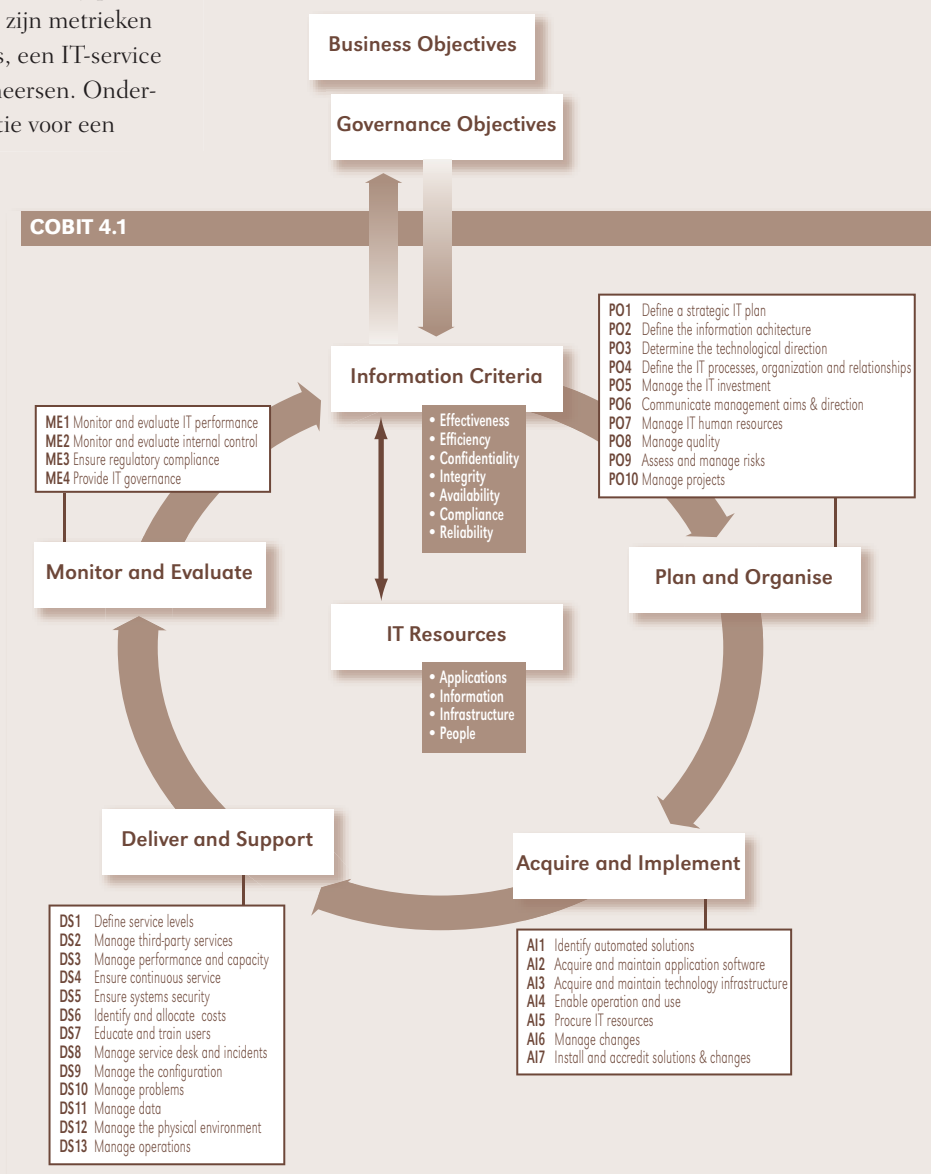 zijn metrieken
s, een IT-service
neersen. Onder-
tie voor een
Business Objectives
Governance Objectives
COBIT 4.1
Information Criteria
• Effectiveness
• Efficiency
• Confidentiality
• Integrity
• Availability
• Compliance
• Reliability
PO1 Define a strategic IT plan
PO2 Define the information achitecture
PO3 Determine the technological direction
PO4 Define the IT processes, organization and relationships
PO5 Manage the IT investment
PO6 Communicate management aims & direction
PO7 Manage IT human resources
PO8 Manage quality
PO9 Assess and manage risks
PO10 Manage projects
ME1 Monitor and evaluate IT performance
ME2 Monitor and evaluate internal control
ME3 Ensure regulatory compliance
ME4 Provide IT governance
Monitor and Evaluate
Plan and Organise
IT Resources
• Applications
• Information
• Infrastructure
• People
Deliver and Support
Acquire and Implement
DS1 Define service levels
DS2 Manage third-party services
DS3 Manage performance and capacity
DS4 Ensure continuous service
DS5 Ensure systems security
DS6 Identify and allocate costs
DS7 Educate and train users
DS8 Manage service desk and incidents
DS9 Manage the configuration
DS10 Manage problems
DS11 Manage data
DS12 Manage the physical environment
DS13 Manage operations
AI1 Identify automated solutions
AI2 Acquire and maintain application software
AI3 Acquire and maintain technology infrastructure
AI4 Enable operation and use
AI5 Procure IT resources
AI6 Manage changes
AI7 Install and accredit solutions & changes